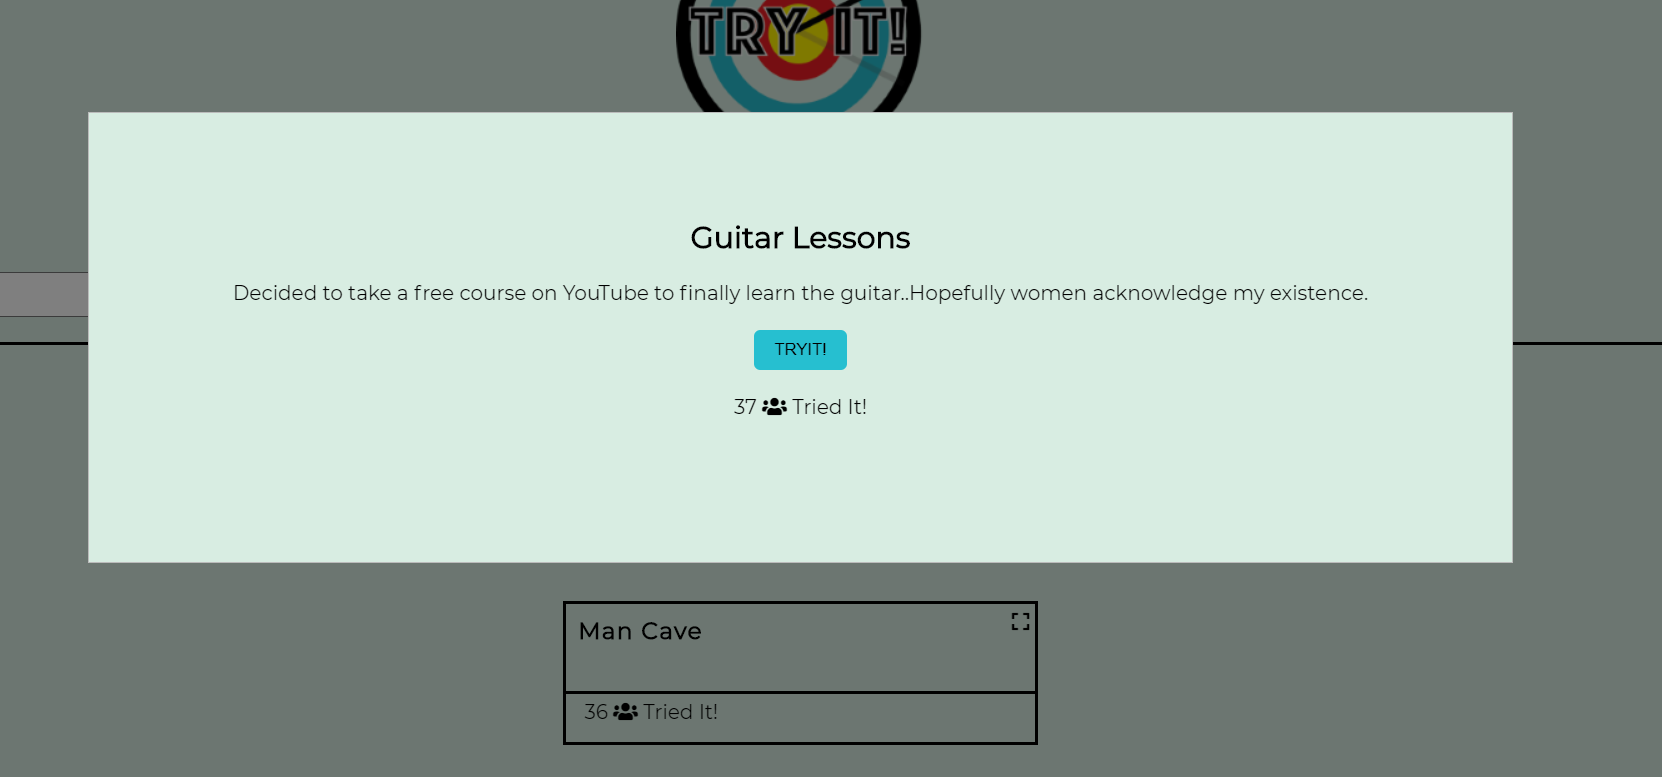 TRY IT!
Guitar Lessons
Decided to take a free course on YouTube to finally learn the guitar..Hopefully women acknowledge my existence.
TRYIT!
37 Tried It!
Man Cave
36 Tried It!